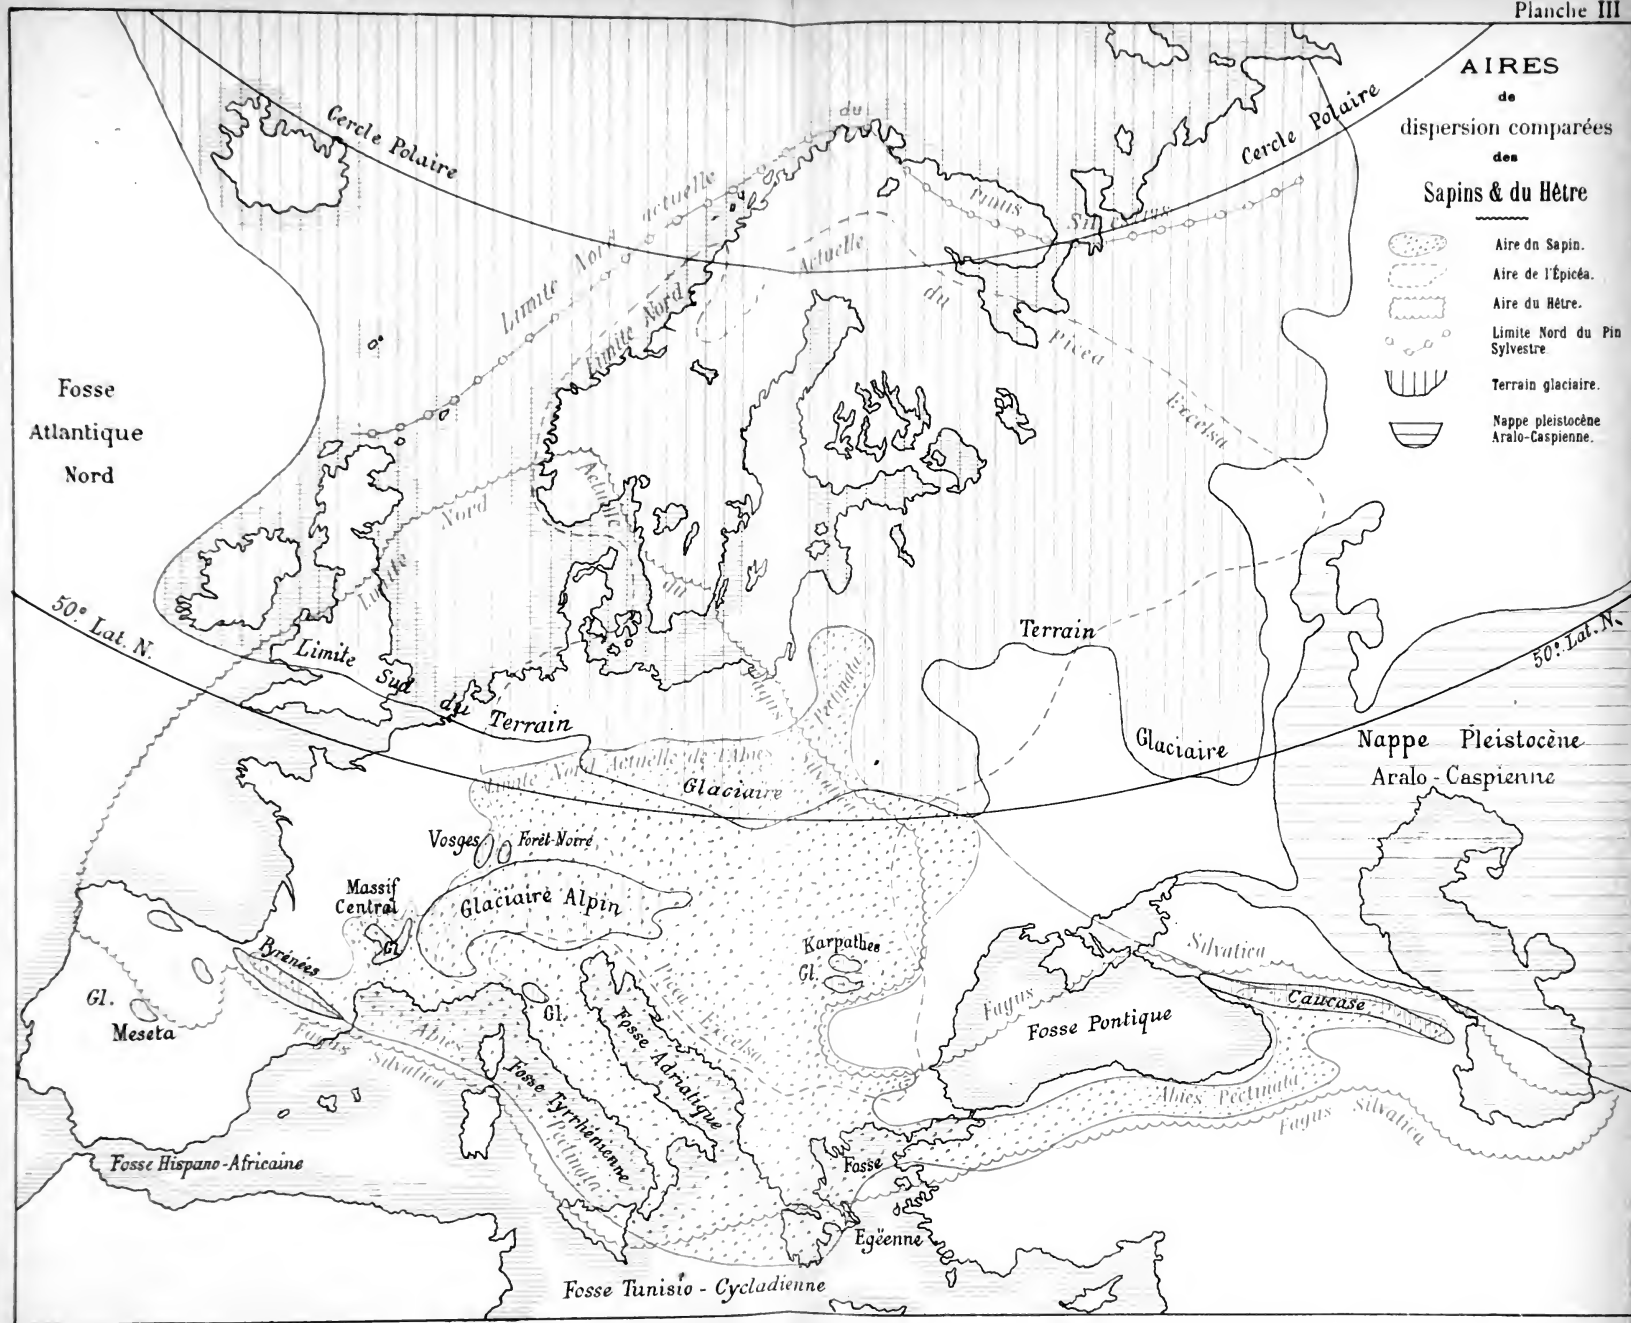 Planche III
AIRES
de
dispersion comparées
des
Sapins & du Hêtre
Aire dn Sapin.
Aire de l'Épicéa.
Aire du Hêtre.
Limite Nord du Pin
Sylvestre
Terrain glaciaire.
Nappe pleistocène
Aralo-Caspienne.
Cercle Polaire
Cercle Polaire
Limite Nord actuelle du Pinus Silvestris
Limite Nord Actuelle du Picea Excelsa
Fosse
Atlantique
Nord
Limite Nord Actuelle du Fagus Silvatica
50º Lat. N.
50º Lat. N.
Limite Sud du Terrain Glaciaire
Terrain
Glaciaire
Limite Nord Actuelle de l'Abies Pectinata
Nappe Pleistocène
Aralo-Caspienne
Vosges
Forêt-Noire
Massif
Central
Gl.
Glaciaire Alpin
Pyrénées
Karpathes
Gl.
Gl.
Meseta
Gl.
Picea Excelsa
Fosse Adriatique
Fagus Silvatica
Fosse Pontique
Caucase
Fagus Silvatica
Abies Pectinata
Fosse Tyrrhénienne
Abies Pectinata
Fagus Silvatica
Fosse Hispano-Africaine
Fosse
Egéenne
Fosse Tunisio-Cycladienne